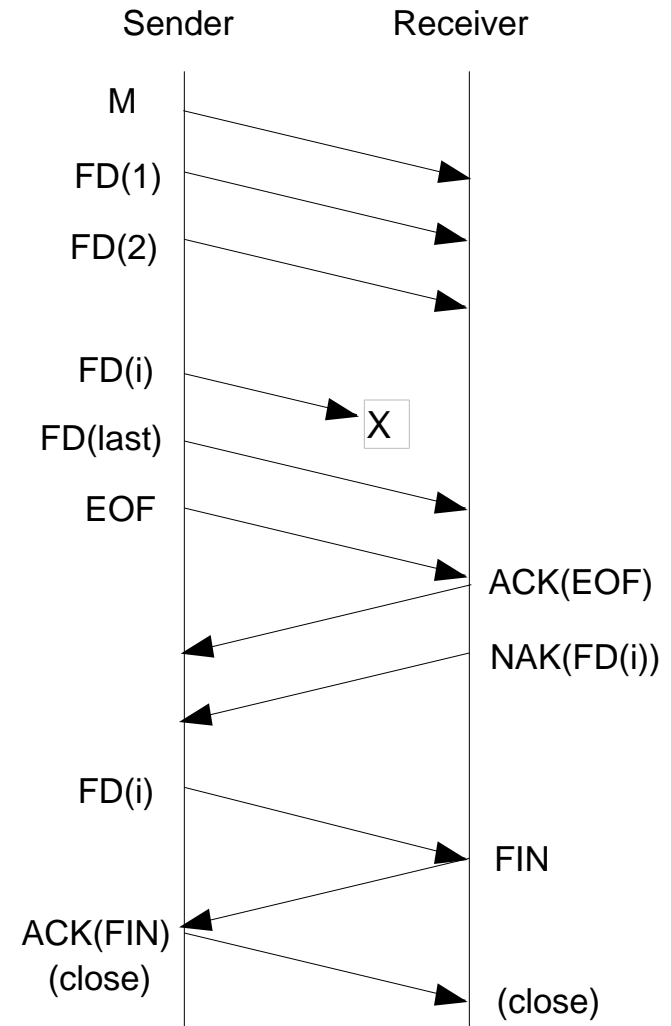 Sender
Receiver
M
FD(1)
FD(2)
FD(i)
X
FD(last)
EOF
ACK(EOF)
NAK(FD(i))
FD(i)
FIN
ACK(FIN)
(close)
(close)